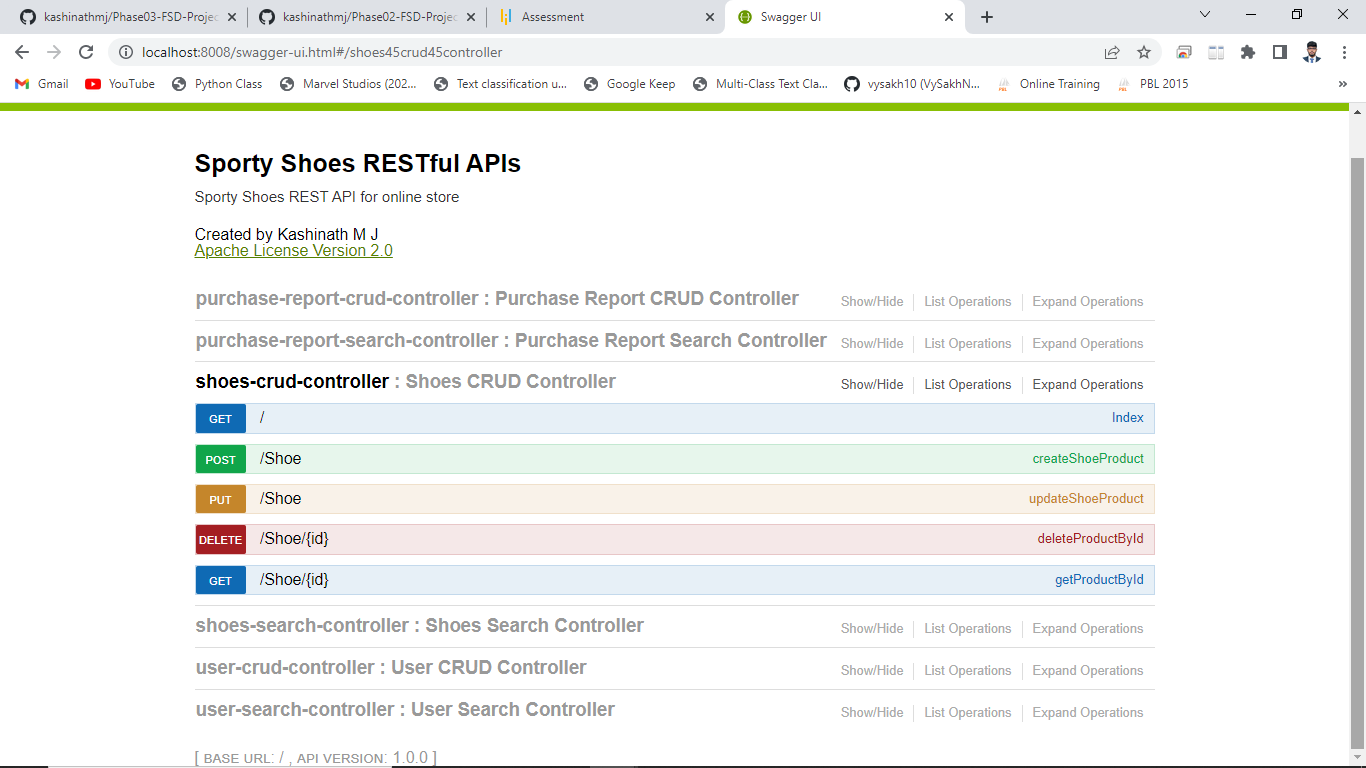 kashinathmj/Phase03-FSD-Projec
kashinathmj/Phase02-FSD-Projec
Assessment
Swagger UI
localhost:8008/swagger-ui.html#/shoes45crud45controller
Gmail
YouTube
Python Class
Marvel Studios (202...
Text classification u...
Google Keep
Multi-Class Text Cla...
vysakh10 (VySakhN...
Online Training
PBL 2015
»
Sporty Shoes RESTful APIs
Sporty Shoes REST API for online store
Created by Kashinath M J
Apache License Version 2.0
purchase-report-crud-controller : Purchase Report CRUD Controller Show/Hide List Operations Expand Operations
purchase-report-search-controller : Purchase Report Search Controller Show/Hide List Operations Expand Operations
shoes-crud-controller : Shoes CRUD Controller Show/Hide List Operations Expand Operations
GET / Index
POST /Shoe createShoeProduct
PUT /Shoe updateShoeProduct
DELETE /Shoe/{id} deleteProductById
GET /Shoe/{id} getProductById
shoes-search-controller : Shoes Search Controller Show/Hide List Operations Expand Operations
user-crud-controller : User CRUD Controller Show/Hide List Operations Expand Operations
user-search-controller : User Search Controller Show/Hide List Operations Expand Operations
[ BASE URL: / , API VERSION: 1.0.0 ]